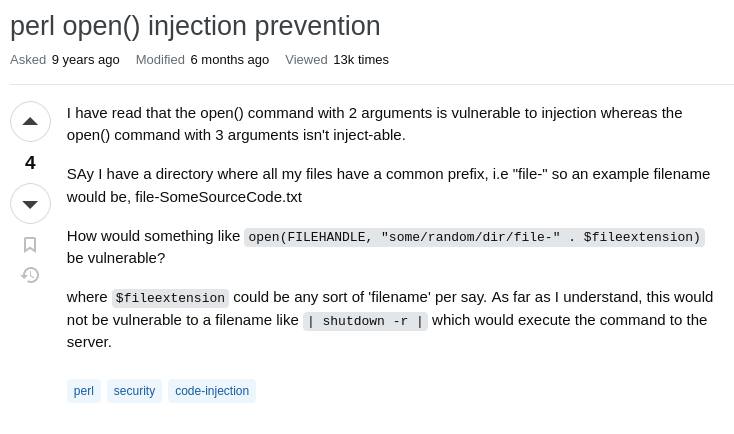 perl open() injection prevention
Asked 9 years ago Modified 6 months ago Viewed 13k times
I have read that the open() command with 2 arguments is vulnerable to injection whereas the
open() command with 3 arguments isn't inject-able.
4
SAy I have a directory where all my files have a common prefix, i.e "file-" so an example filename
would be, file-SomeSourceCode.txt
How would something like open(FILEHANDLE, "some/random/dir/file-" . $fileextension)
be vulnerable?
where $fileextension could be any sort of 'filename' per say. As far as I understand, this would
not be vulnerable to a filename like | shutdown -r | which would execute the command to the
server.
perl security code-injection